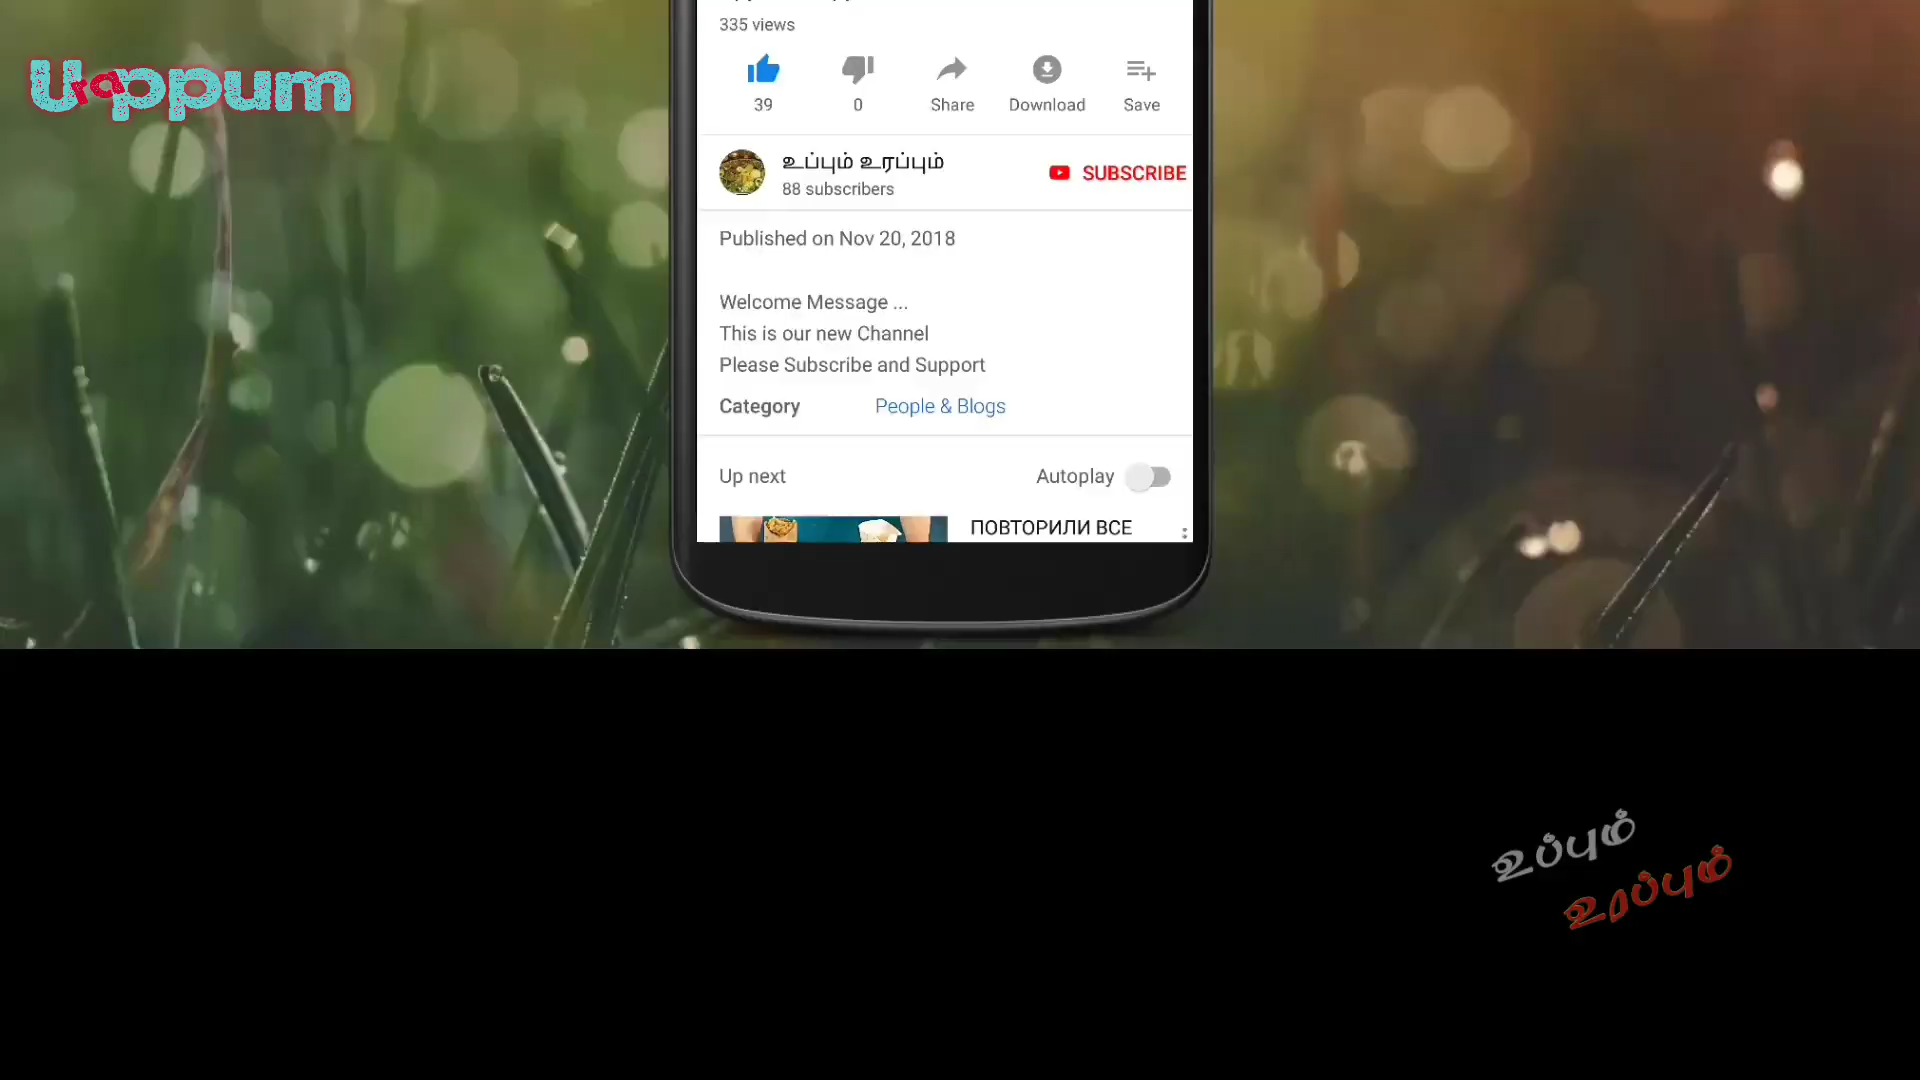 335 views
Uppum
ra
39
0
Share
Download
Save
உப்பும் உரப்பும்
88 subscribers
SUBSCRIBE
Published on Nov 20, 2018
Welcome Message ...
This is our new Channel
Please Subscribe and Support
Category
People & Blogs
Up next
Autoplay
ПОВТОРИЛИ ВСЕ
உப்பும்
உரப்பும்